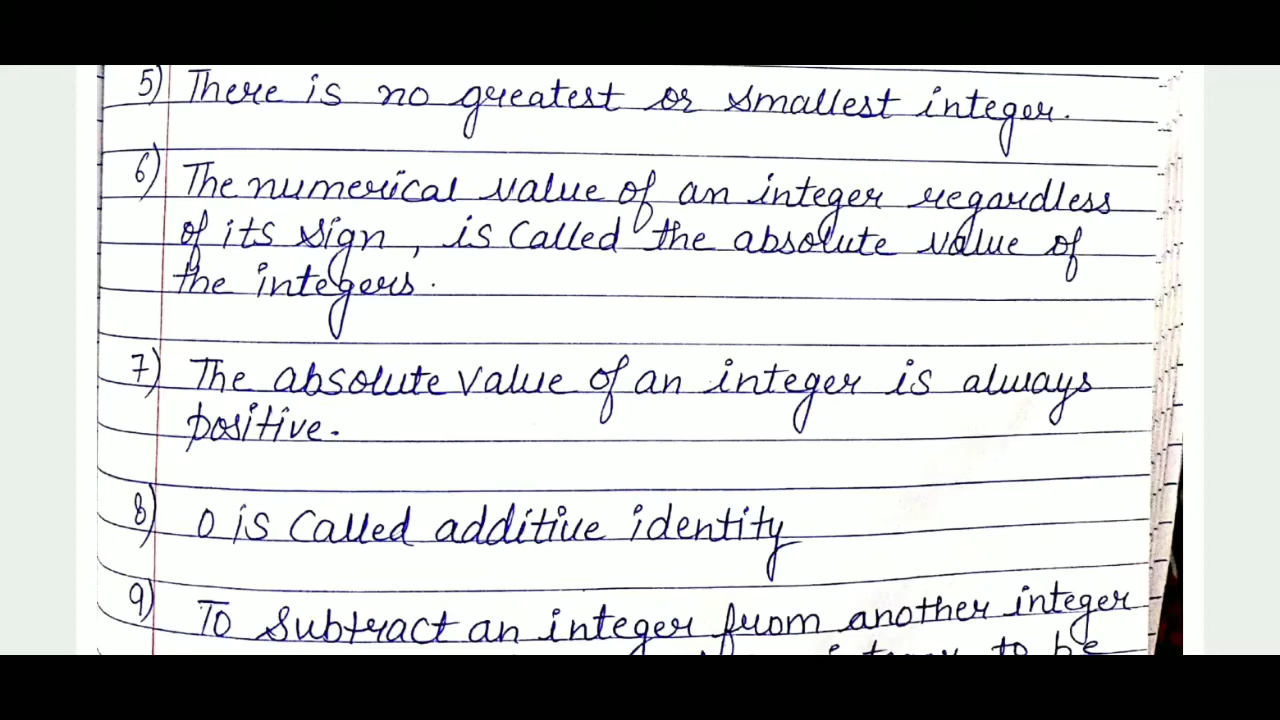 5) There is no greatest or smallest integer.
6) The numerical value of an integer regardless
of its sign, is called the absolute value of
the integers.
7) The absolute value of an integer is always
positive.
8) 0 is called additive identity
9) To subtract an integer from another integer
to be